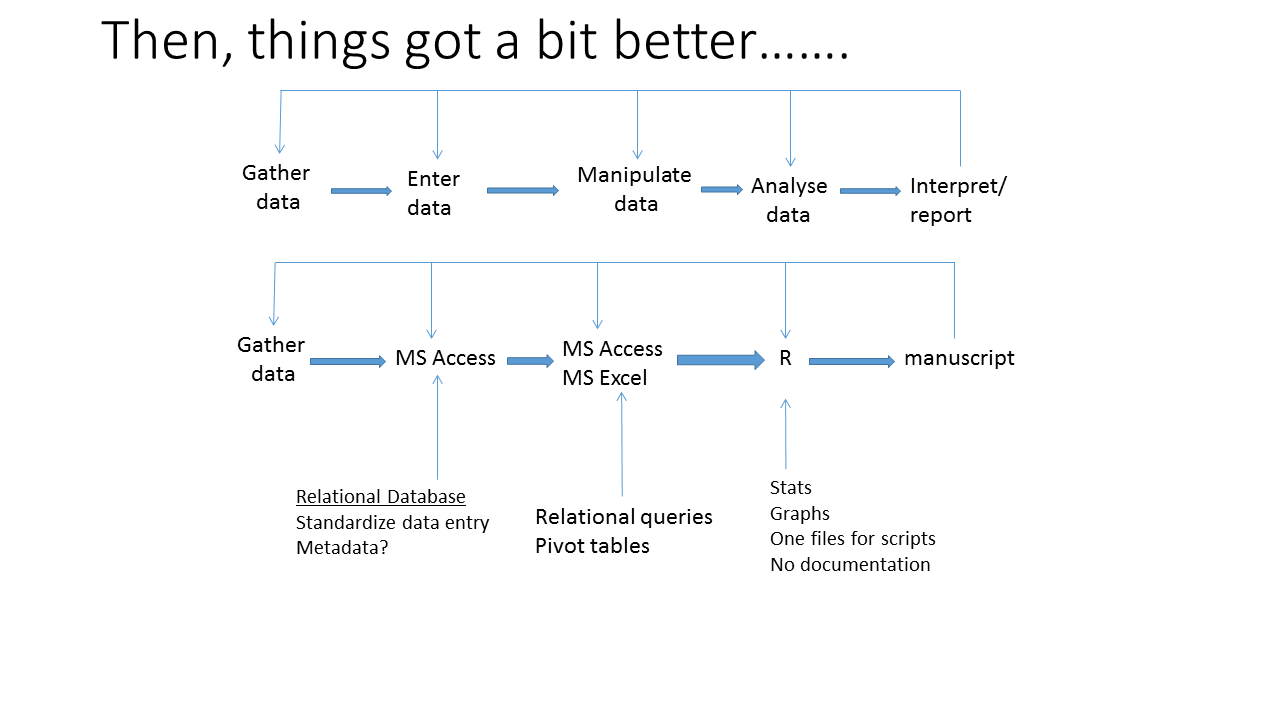 Then, things got a bit better…….
Gather
data
Enter
data
Manipulate
data
Analyse
data
Interpret/
report
Gather
data
MS Access
MS Access
MS Excel
R
manuscript
Relational Database
Standardize data entry
Metadata?
Relational queries
Pivot tables
Stats
Graphs
One files for scripts
No documentation